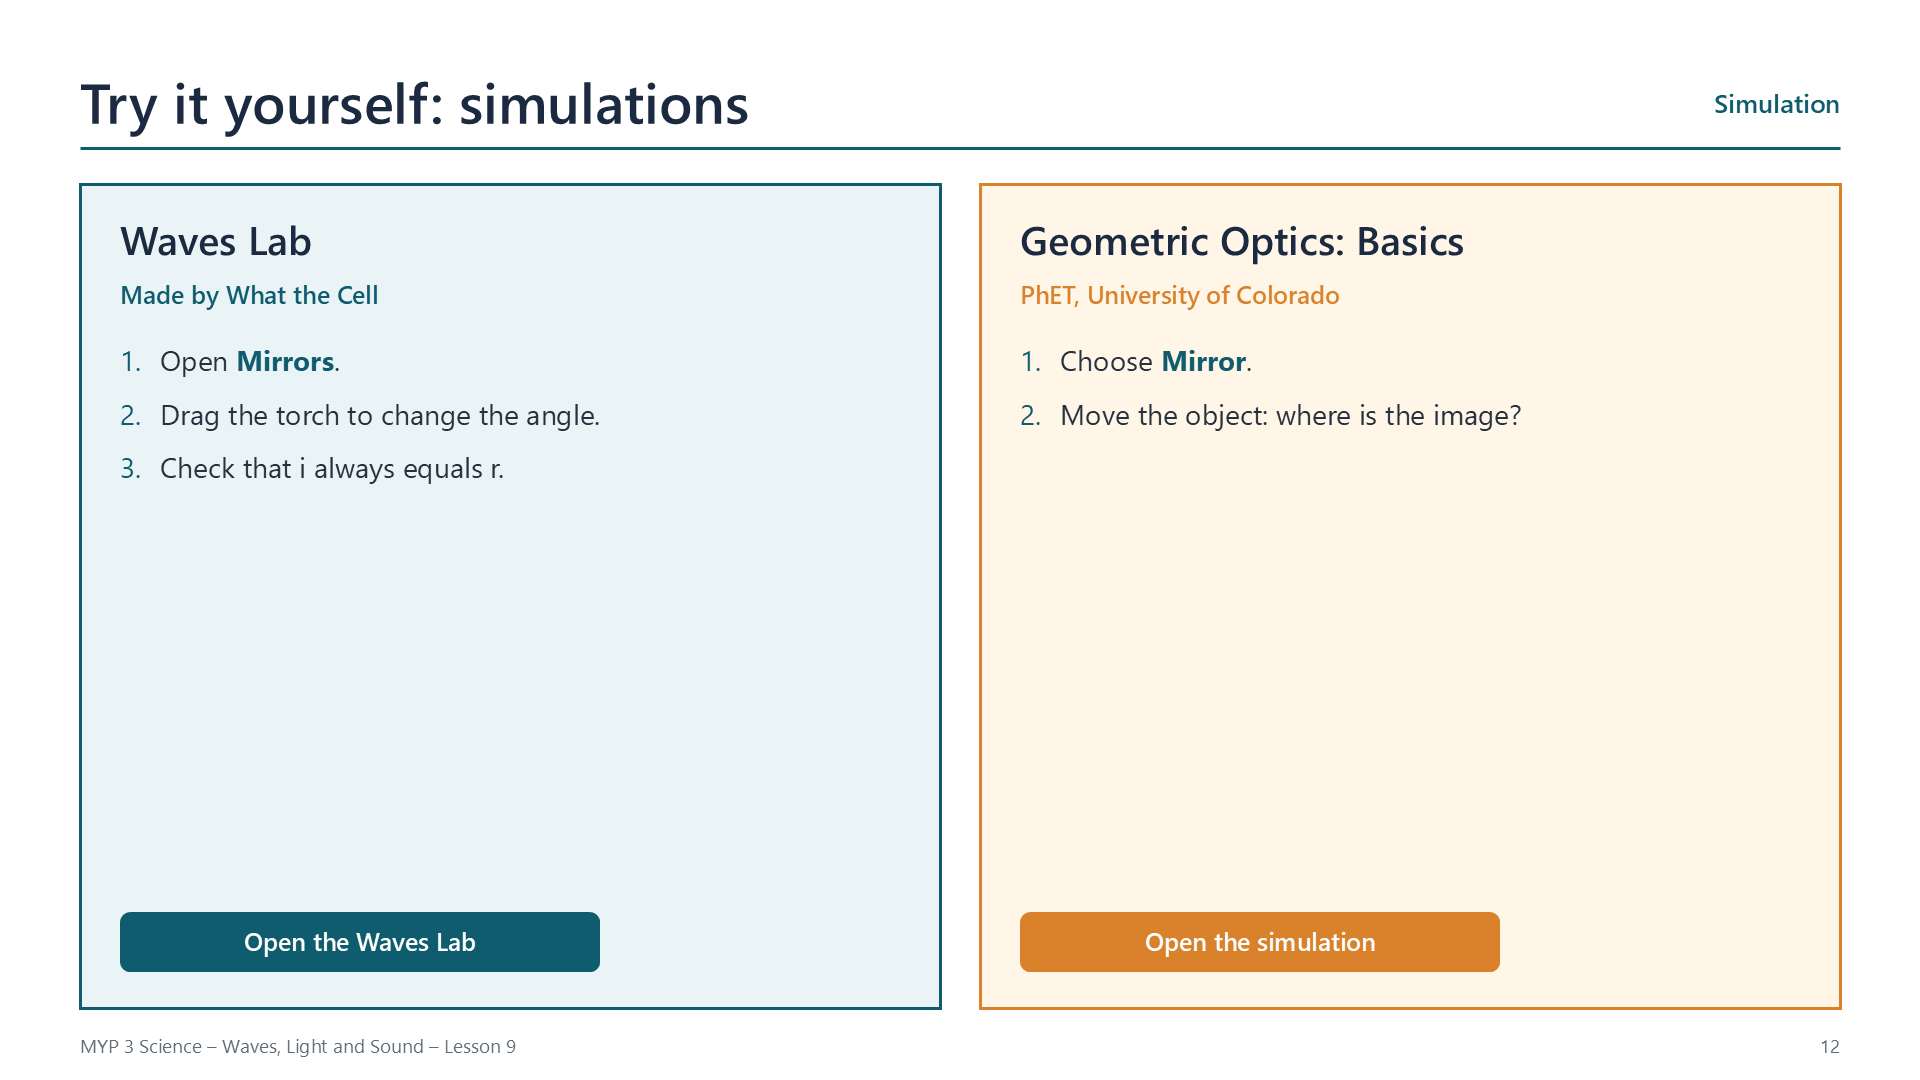 Try it yourself: simulations
Simulation
Waves Lab
Made by What the Cell
1. Open Mirrors.
2. Drag the torch to change the angle.
3. Check that i always equals r.
Open the Waves Lab
Geometric Optics: Basics
PhET, University of Colorado
1. Choose Mirror.
2. Move the object: where is the image?
Open the simulation
MYP 3 Science – Waves, Light and Sound – Lesson 9
12